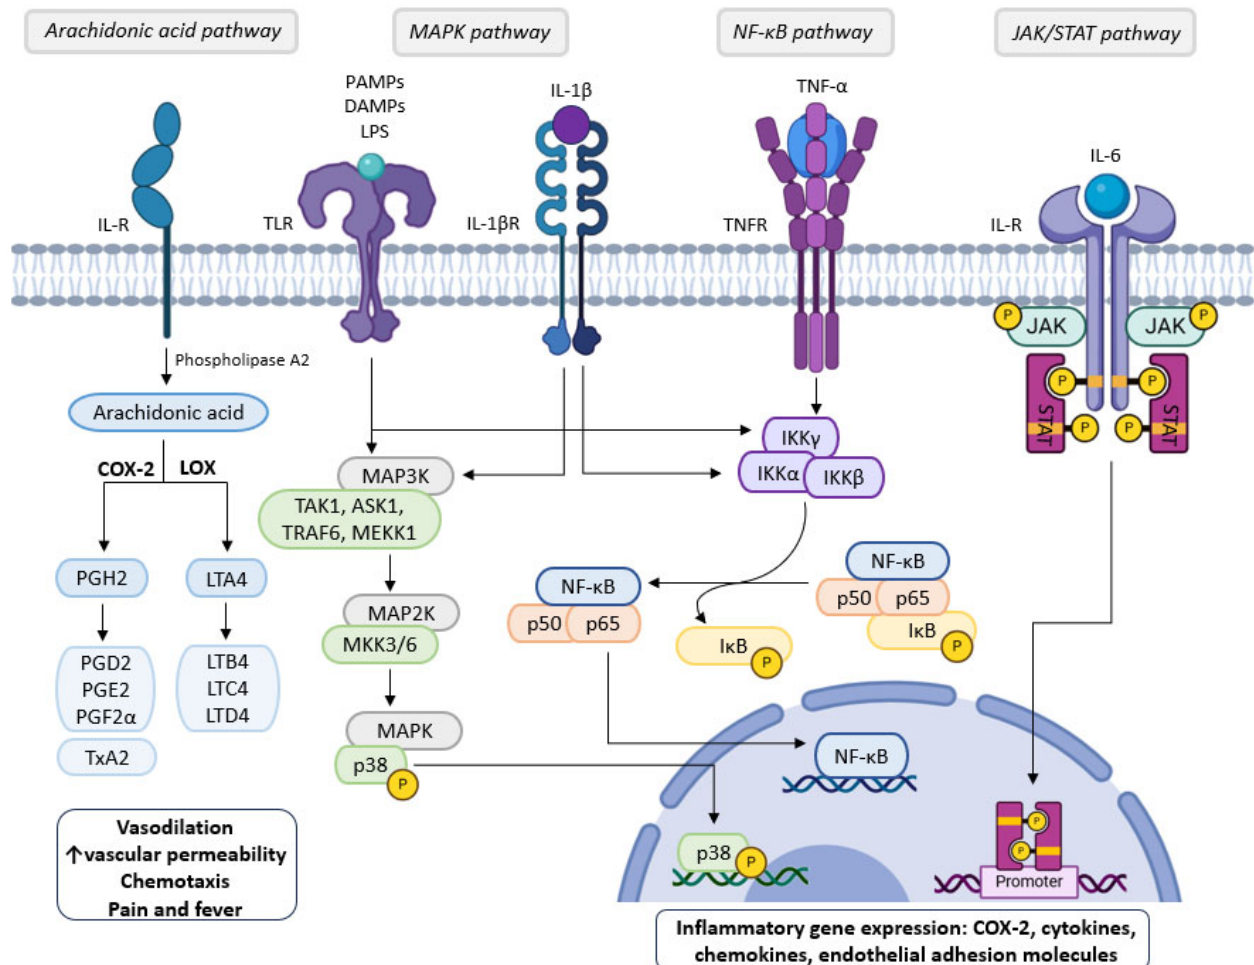 Arachidonic acid pathway
MAPK pathway
NF-κB pathway
JAK/STAT pathway
PAMPs
DAMPs
LPS
IL-1β
TNF-α
IL-6
IL-R
TLR
IL-1βR
TNFR
IL-R
P
JAK
JAK
P
Phospholipase A2
P
P
STAT
STAT
P
P
Arachidonic acid
COX-2
LOX
IKKγ
IKKα
IKKβ
MAP3K
TAK1, ASK1,
TRAF6, MEKK1
PGH2
LTA4
NF-κB
p50
p65
NF-κB
p50
p65
IκB
P
IκB
P
MAP2K
MKK3/6
PGD2
PGE2
PGF2α
LTB4
LTC4
LTD4
TxA2
MAPK
p38
P
NF-κB
p38
P
P
P
Promoter
Vasodilation
↑vascular permeability
Chemotaxis
Pain and fever
Inflammatory gene expression: COX-2, cytokines,
chemokines, endothelial adhesion molecules